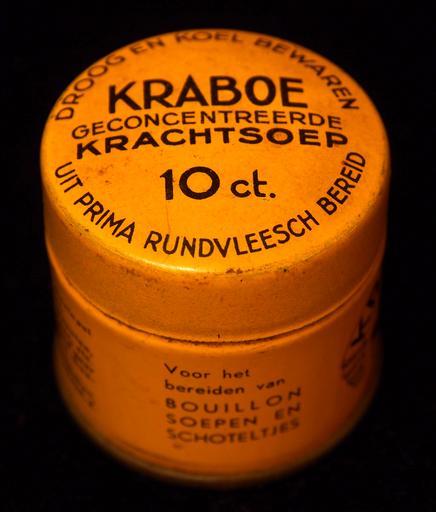 DROOG EN KOEL BEWAREN
KRABOE
GECONCENTREERDE
KRACHTSOEP
10 ct.
UIT PRIMA RUNDVLEESCH BEREID
Voor het
bereiden van
BOUILLON
SOEPEN EN
SCHOTELTJES